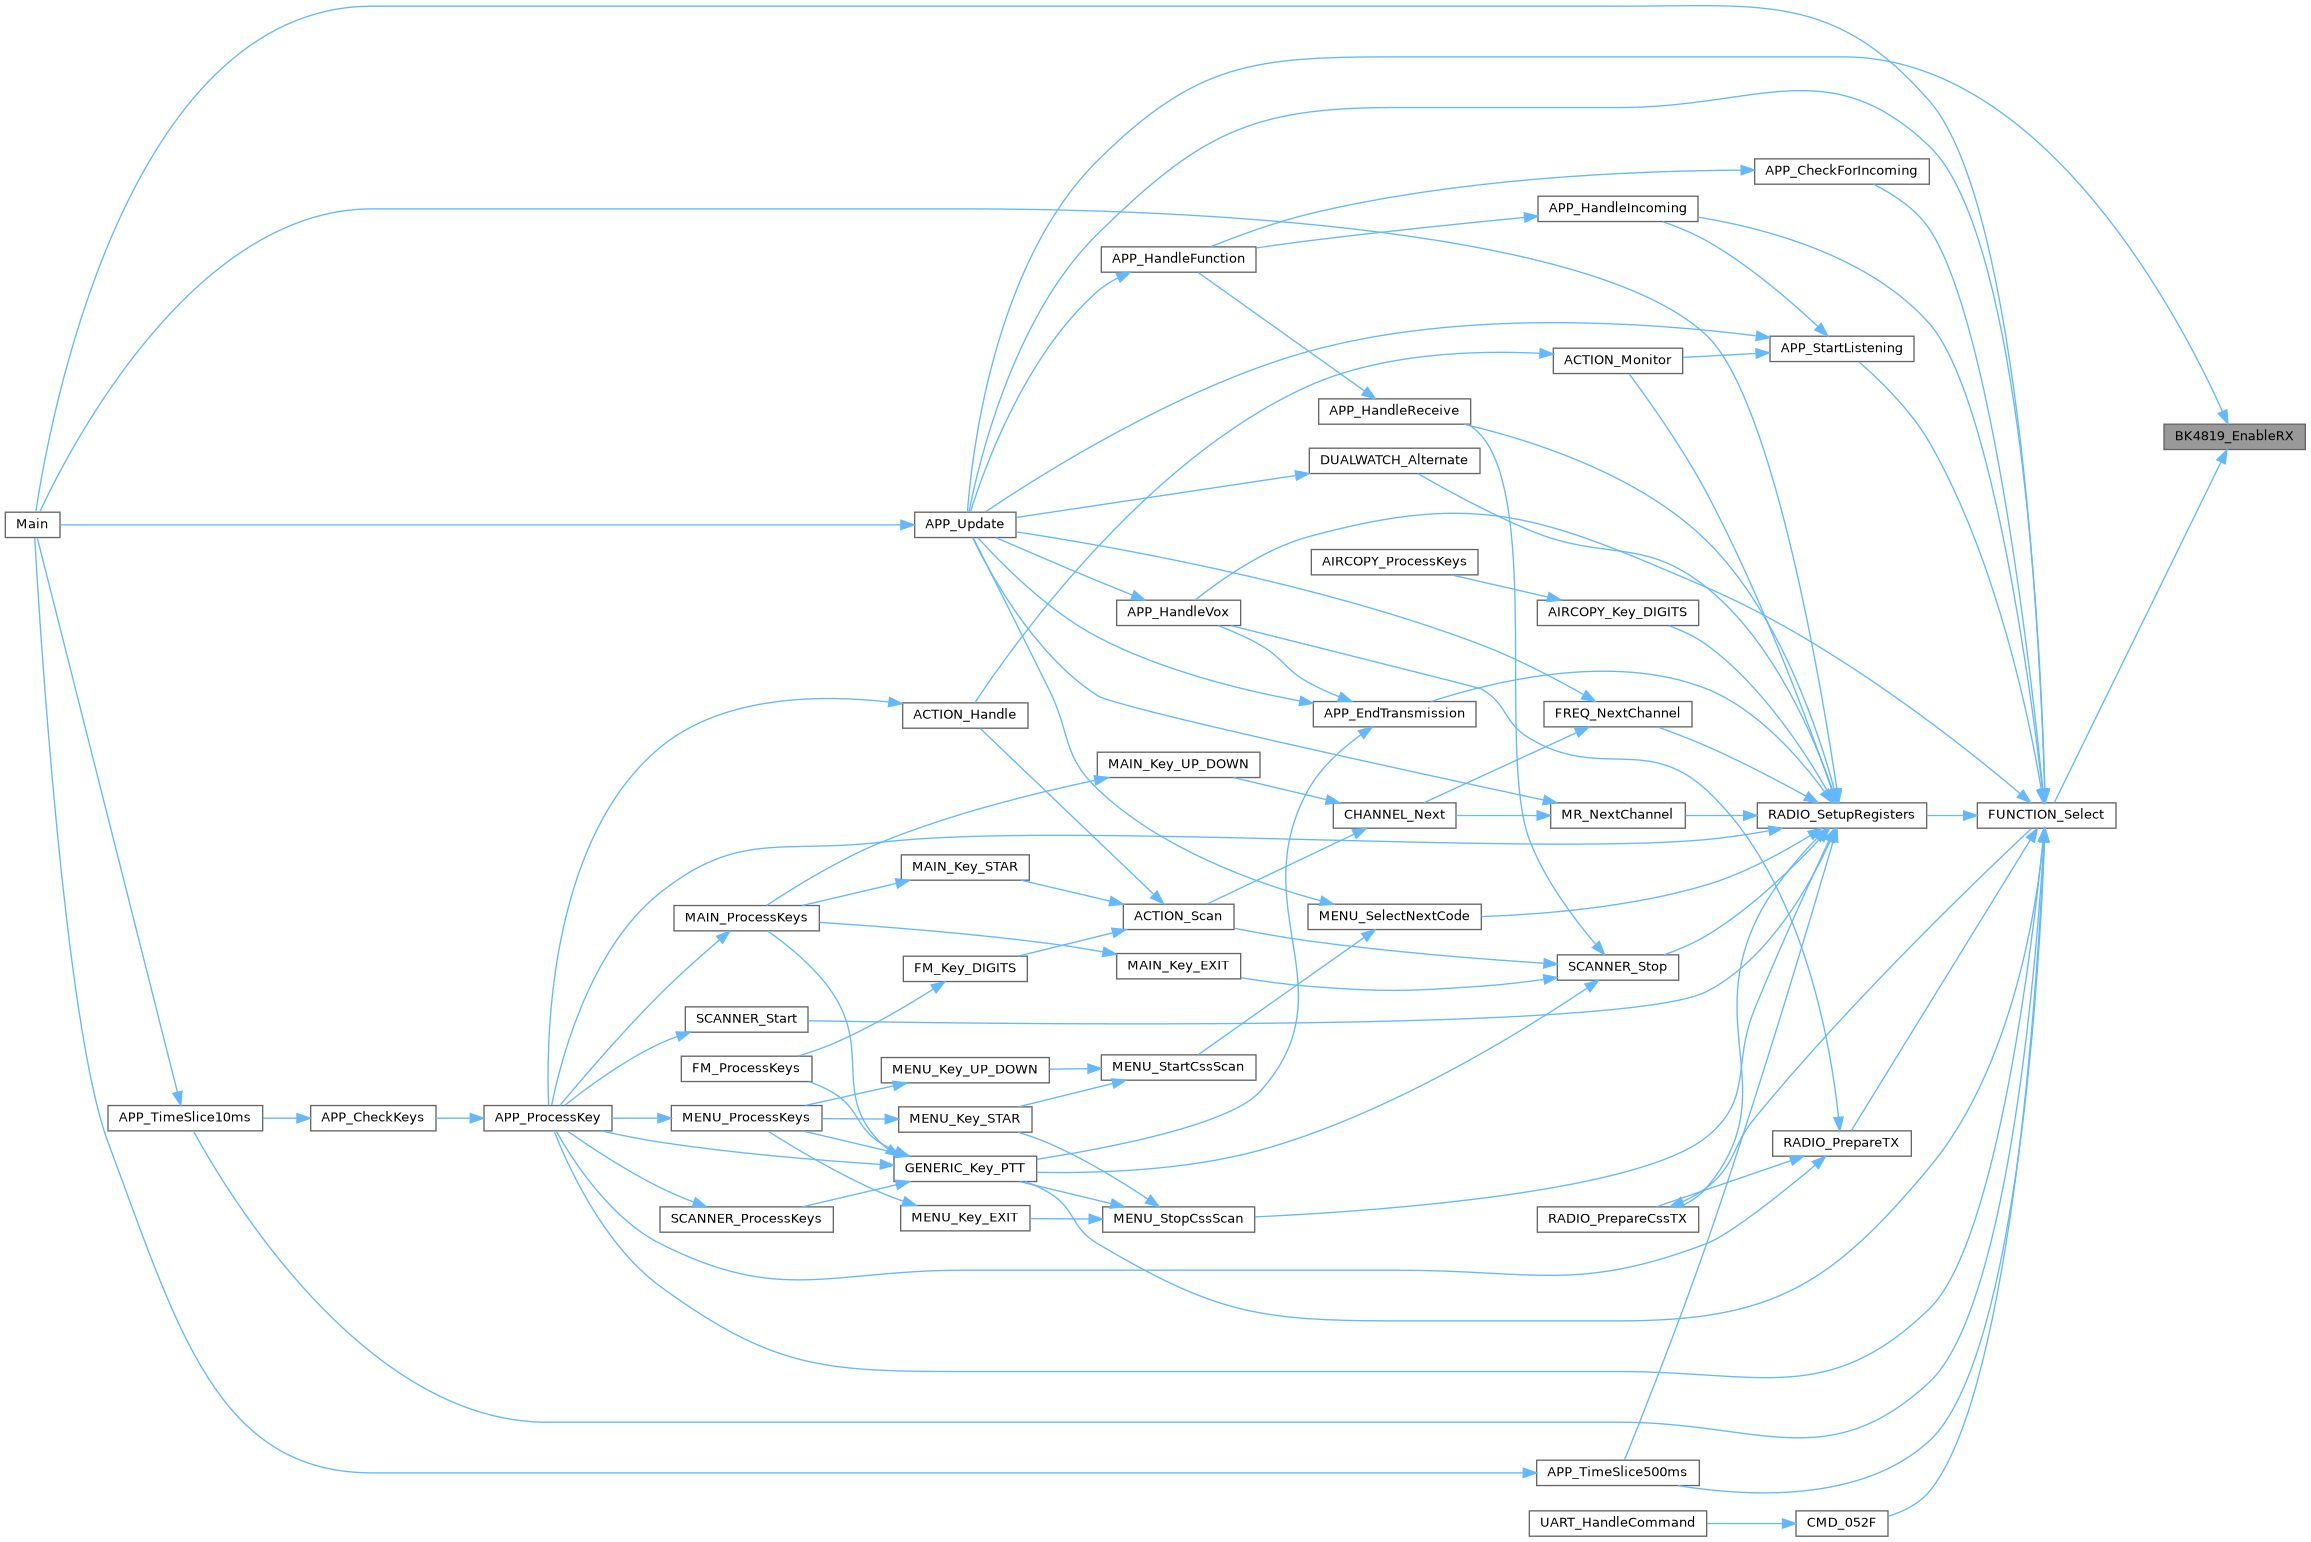 APP_CheckForIncoming
APP_HandleIncoming
APP_HandleFunction
APP_StartListening
ACTION_Monitor
APP_HandleReceive
BK4819_EnableRX
DUALWATCH_Alternate
Main
APP_Update
AIRCOPY_ProcessKeys
APP_HandleVox
AIRCOPY_Key_DIGITS
ACTION_Handle
APP_EndTransmission
FREQ_NextChannel
MAIN_Key_UP_DOWN
CHANNEL_Next
MR_NextChannel
RADIO_SetupRegisters
FUNCTION_Select
MAIN_Key_STAR
MAIN_ProcessKeys
ACTION_Scan
MENU_SelectNextCode
FM_Key_DIGITS
MAIN_Key_EXIT
SCANNER_Stop
SCANNER_Start
FM_ProcessKeys
MENU_Key_UP_DOWN
MENU_StartCssScan
APP_TimeSlice10ms
APP_CheckKeys
APP_ProcessKey
MENU_ProcessKeys
MENU_Key_STAR
RADIO_PrepareTX
GENERIC_Key_PTT
SCANNER_ProcessKeys
MENU_Key_EXIT
MENU_StopCssScan
RADIO_PrepareCssTX
APP_TimeSlice500ms
UART_HandleCommand
CMD_052F